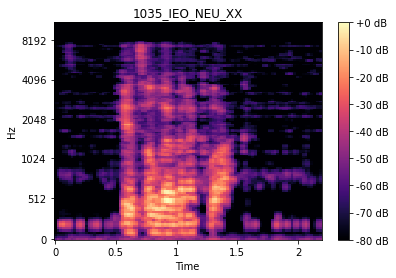 1035_IEO_NEU_XX
8192
4096
2048
1024
512
0
Hz
0
0.5
1
1.5
2
Time
+0 dB
-10 dB
-20 dB
-30 dB
-40 dB
-50 dB
-60 dB
-70 dB
-80 dB